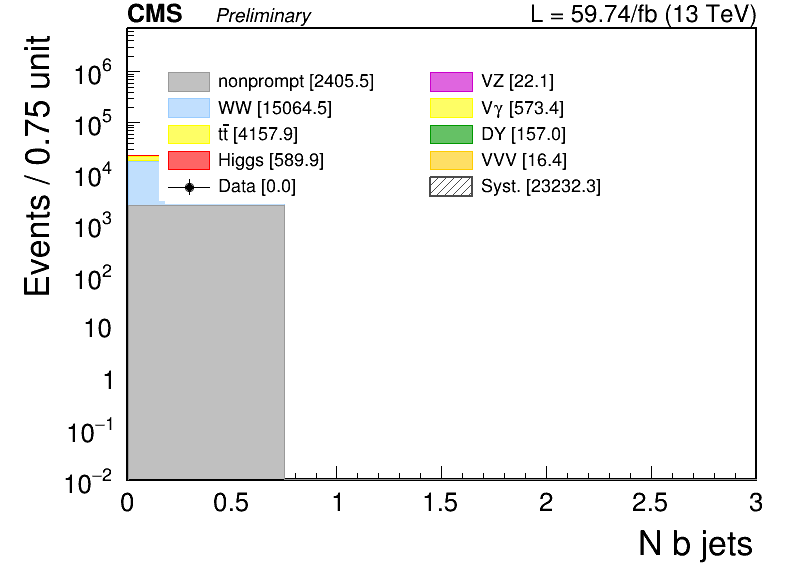 CMS Preliminary L = 59.74/fb (13 TeV)
Events / 0.75 unit
10⁶
10⁵
10⁴
10³
10²
10
1
10⁻¹
10⁻²
nonprompt [2405.5]
WW [15064.5]
tt̅ [4157.9]
Higgs [589.9]
Data [0.0]
VZ [22.1]
Vγ [573.4]
DY [157.0]
VVV [16.4]
Syst. [23232.3]
0 0.5 1 1.5 2 2.5 3
N b jets